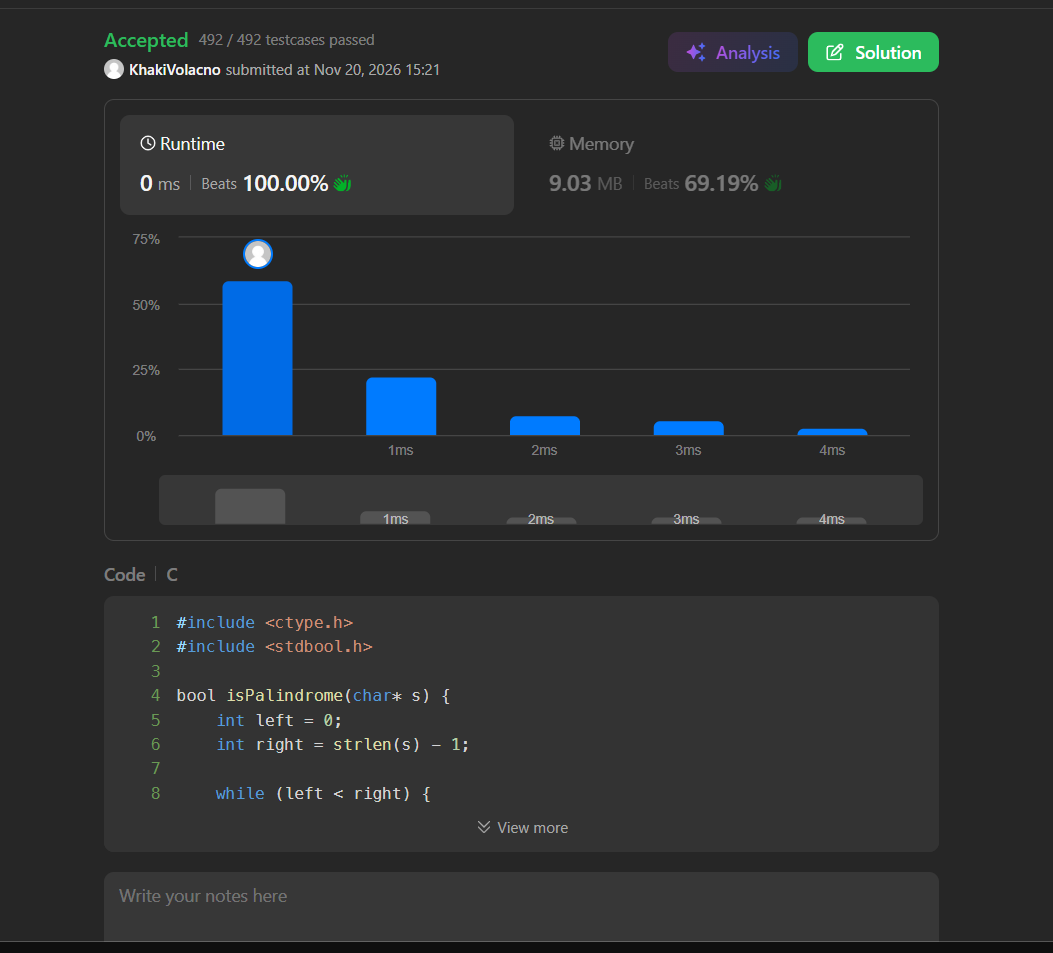 Accepted 492 / 492 testcases passed
KhakiVolacno submitted at Nov 20, 2026 15:21
Analysis
Solution
Runtime
0 ms Beats 100.00%
Memory
9.03 MB Beats 69.19%
75%
50%
25%
0%
1ms 2ms 3ms 4ms
1ms 2ms 3ms 4ms
Code C
1 #include <ctype.h>
2 #include <stdbool.h>
3
4 bool isPalindrome(char* s) {
5     int left = 0;
6     int right = strlen(s) - 1;
7
8     while (left < right) {
View more
Write your notes here